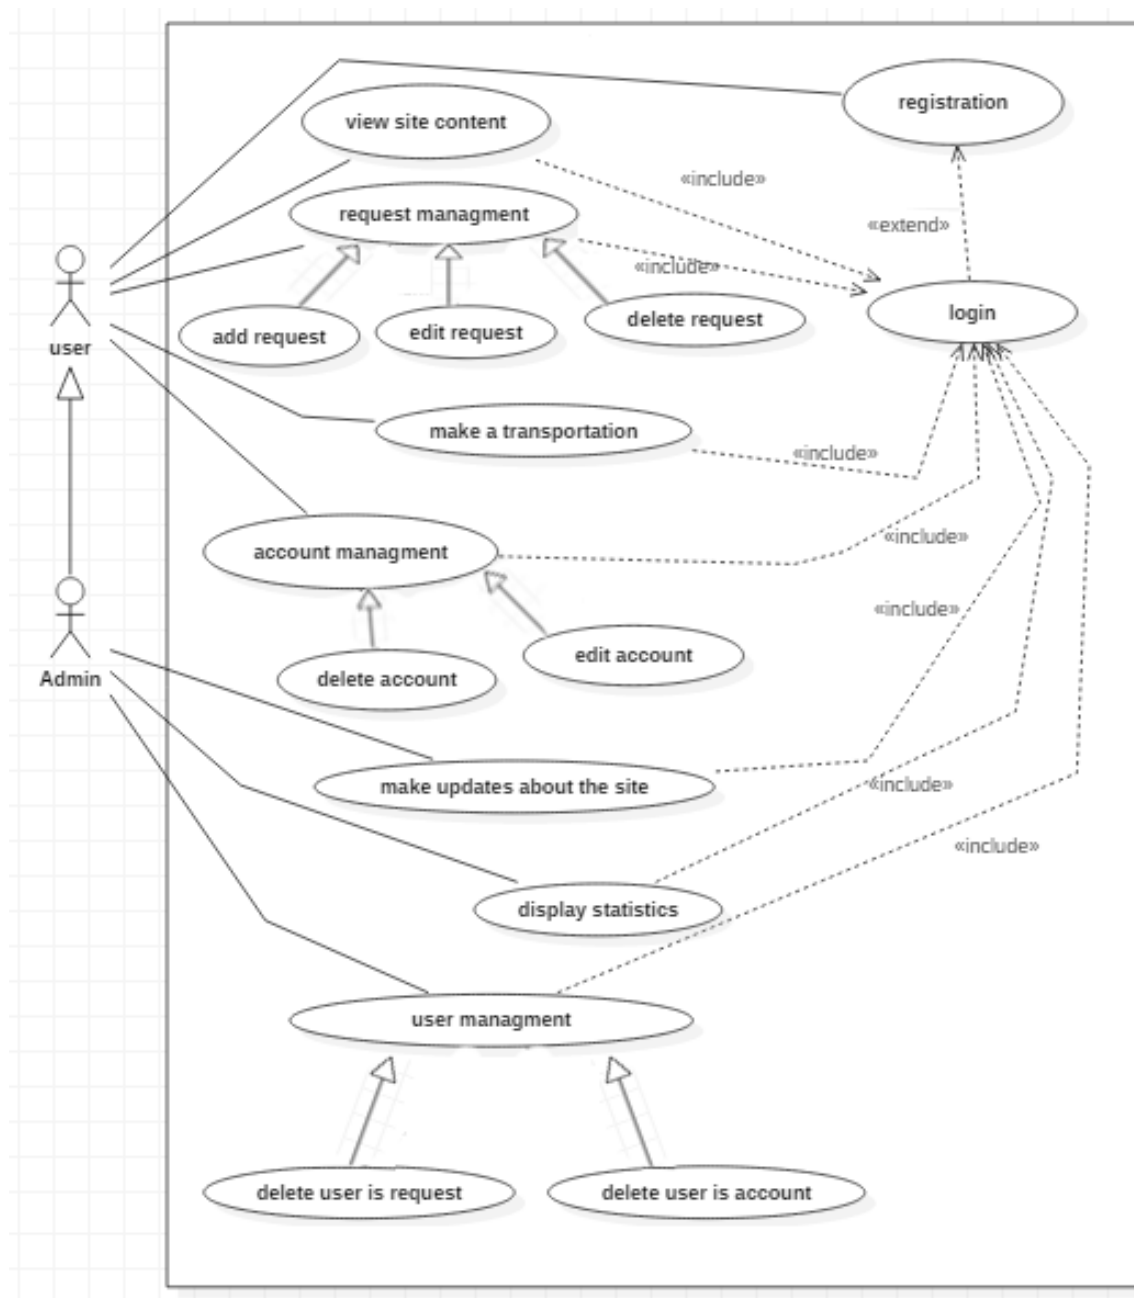 registration
view site content
«include»
request managment
«extend»
«include»
login
add request
edit request
delete request
user
make a transportation
«include»
account managment
«include»
«include»
edit account
Admin
delete account
make updates about the site
«include»
«include»
display statistics
user managment
delete user is request
delete user is account